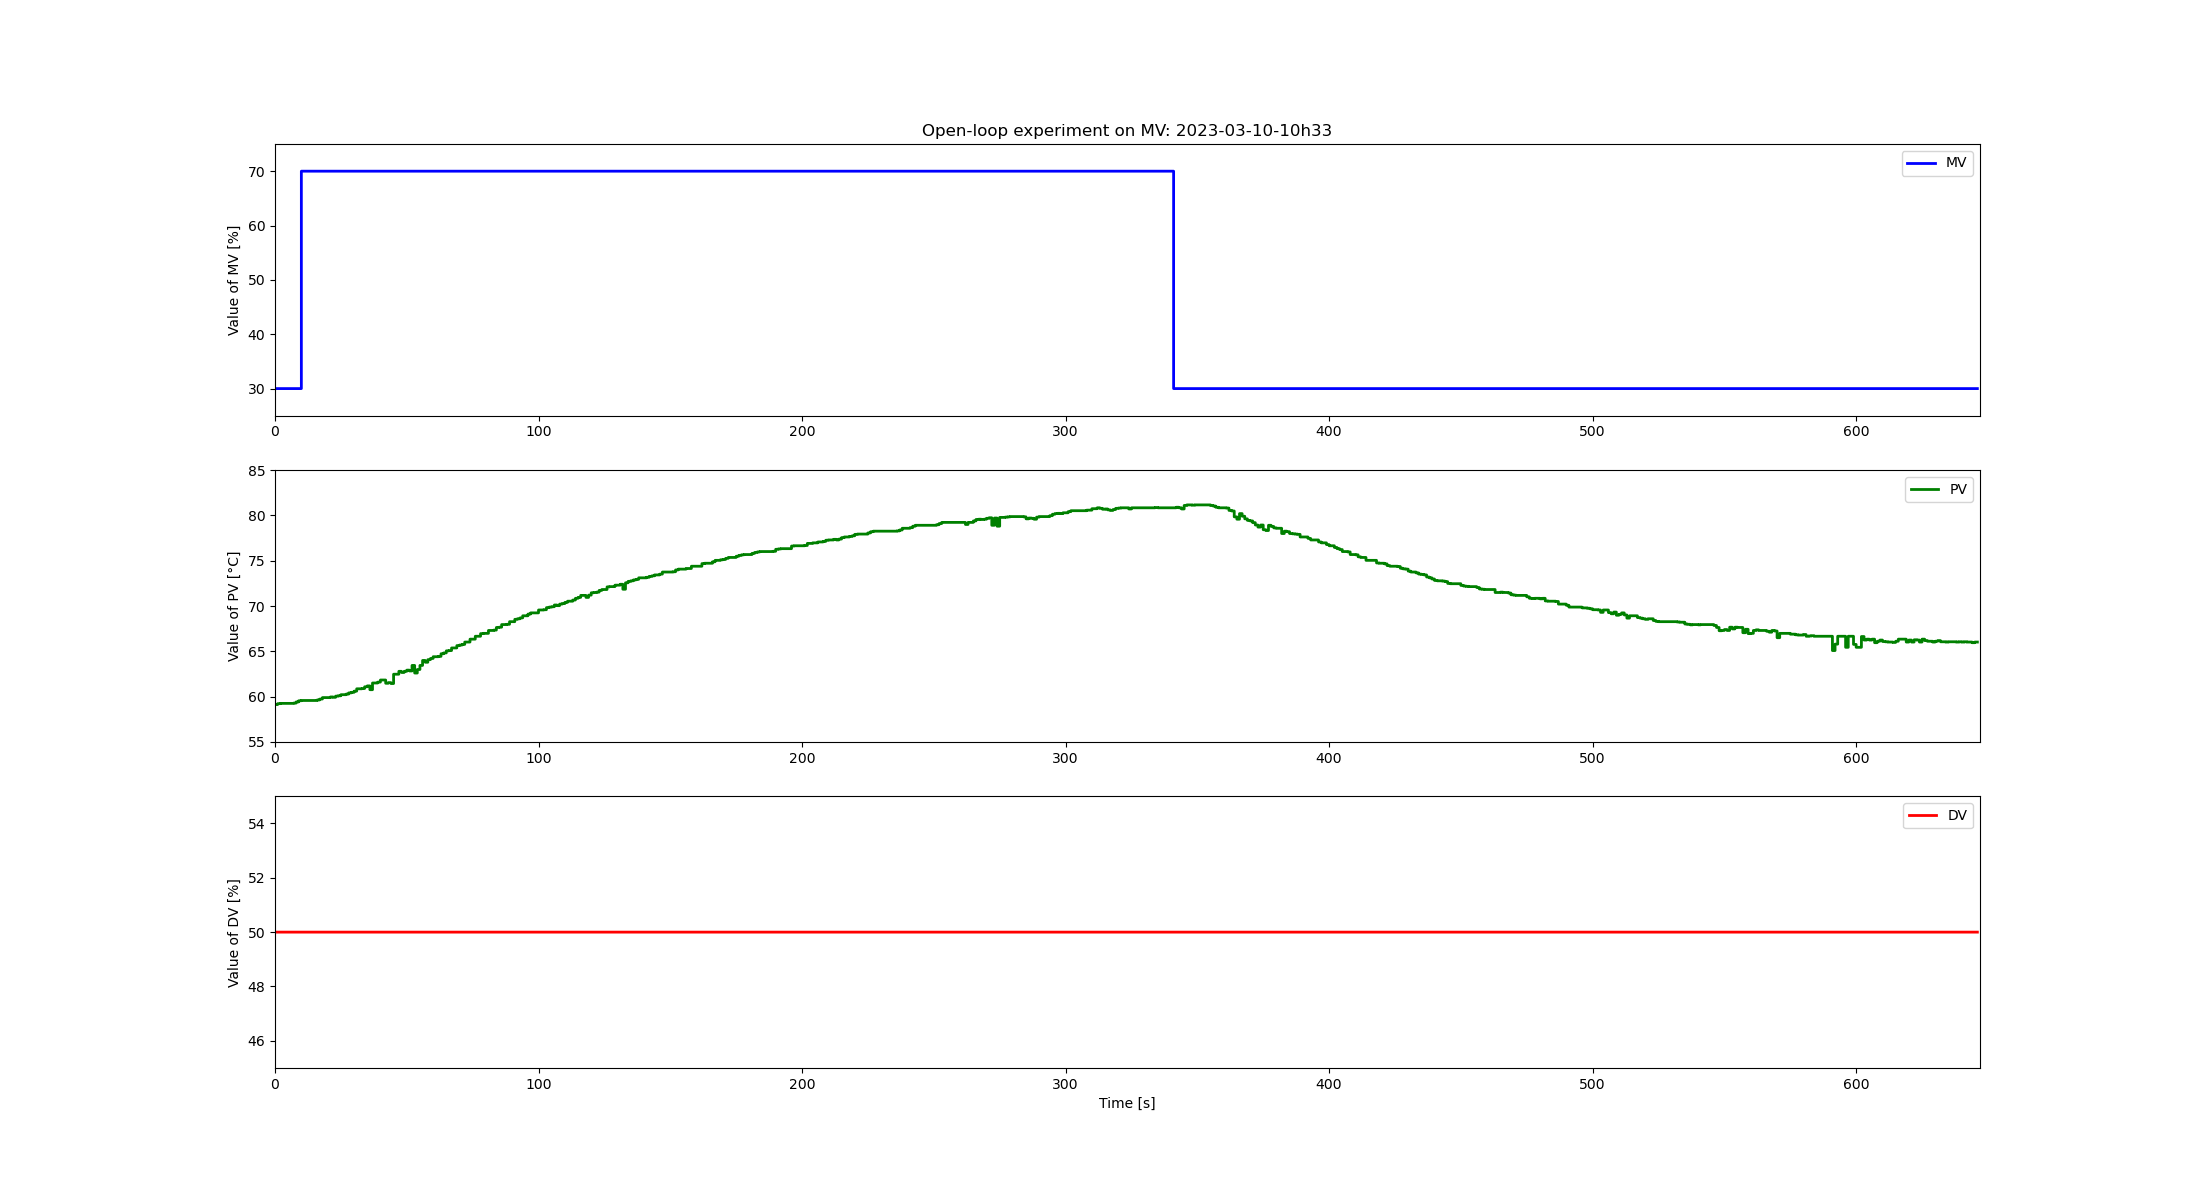 Open-loop experiment on MV: 2023-03-10-10h33
MV
Value of MV [%]
70
60
50
40
30
0 100 200 300 400 500 600
PV
Value of PV [°C]
85
80
75
70
65
60
55
0 100 200 300 400 500 600
DV
Value of DV [%]
54
52
50
48
46
0 100 200 300 400 500 600
Time [s]